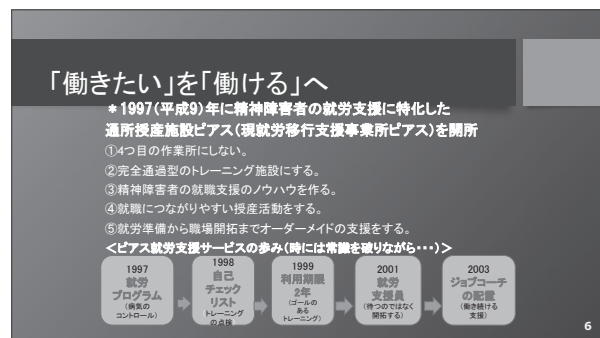 「働きたい」を「働ける」へ
＊1997(平成9)年に精神障害者の就労支援に特化した
通所授産施設ピアス(現就労移行支援事業所ピアス)を開所
①4つ目の作業所にしない。
②完全通過型のトレーニング施設にする。
③精神障害者の就職支援のノウハウを作る。
④就職につながりやすい授産活動をする。
⑤就労準備から職場開拓までオーダーメイドの支援をする。
＜ピアス就労支援サービスの歩み(時には常識を破りながら・・・)＞
1997
就労
プログラム
(病気の
コントロール)
1998
自己
チェック
リスト
(トレーニング
の点検)
1999
利用期限
2年
(ゴールの
ある
トレーニング)
2001
就労
支援員
(待つのではなく
開拓する)
2003
ジョブコーチ
の配置
(働き続ける
支援)
6